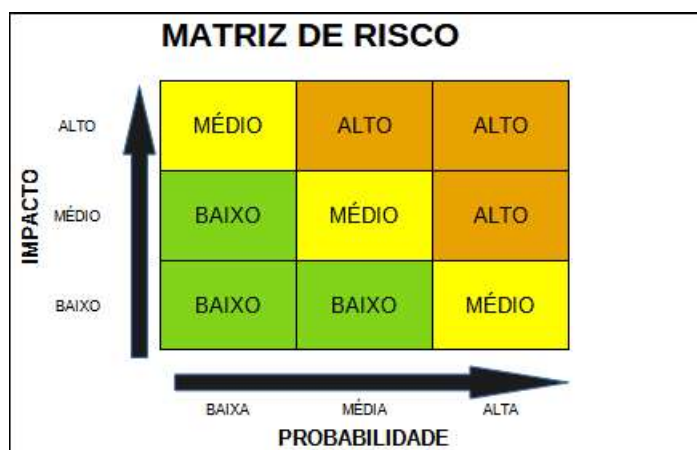 MATRIZ DE RISCO
ALTO MÉDIO ALTO ALTO
IMPACTO
MÉDIO BAIXO MÉDIO ALTO
BAIXO BAIXO BAIXO MÉDIO
BAIXA MÉDIA ALTA
PROBABILIDADE